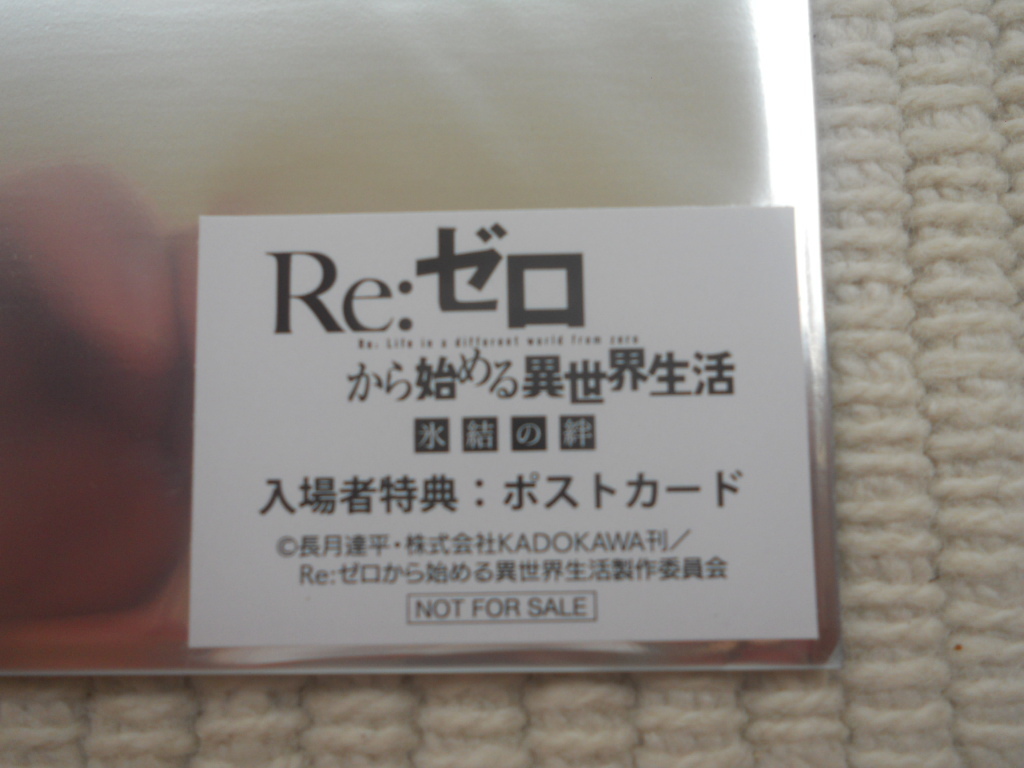 Re:ゼロ
Re: Life in a different world from zero
から始める異世界生活
氷結の絆
入場者特典：ポストカード
©長月達平・株式会社KADOKAWA刊／
Re:ゼロから始める異世界生活製作委員会
NOT FOR SALE